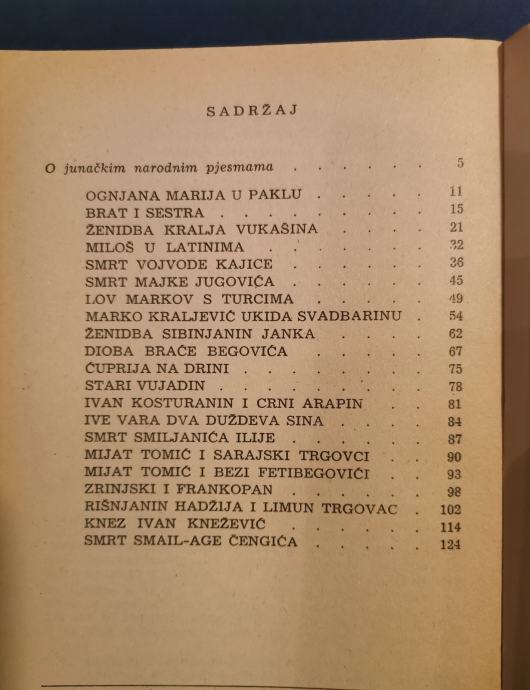 SADRŽAJ
O junačkim narodnim pjesmama . . . . . . 5
OGNJANA MARIJA U PAKLU . . . . . 11
BRAT I SESTRA . . . . . . . . . 15
ŽENIDBA KRALJA VUKAŠINA . . . . . 21
MILOŠ U LATINIMA . . . . . . . 32
SMRT VOJVODE KAJICE . . . . . . 36
SMRT MAJKE JUGOVIĆA . . . . . . 45
LOV MARKOV S TURCIMA . . . . . 49
MARKO KRALJEVIĆ UKIDA SVADBARINU . 54
ŽENIDBA SIBINJANIN JANKA . . . . 62
DIOBA BRAĆE BEGOVIĆA . . . . . 67
ĆUPRIJA NA DRINI . . . . . . . 75
STARI VUJADIN . . . . . . . . 78
IVAN KOSTURANIN I CRNI ARAPIN . . 81
IVE VARA DVA DUŽDEVA SINA . . . . 84
SMRT SMILJANIĆA ILIJE . . . . . . 87
MIJAT TOMIĆ I SARAJSKI TRGOVCI . . 90
MIJAT TOMIĆ I BEZI FETIBEGOVIĆI . . 93
ZRINJSKI I FRANKOPAN . . . . . . 98
RIŠNJANIN HADŽIJA I LIMUN TRGOVAC . 102
KNEZ IVAN KNEŽEVIĆ . . . . . . 114
SMRT SMAIL-AGE ČENGIĆA . . . . . 124